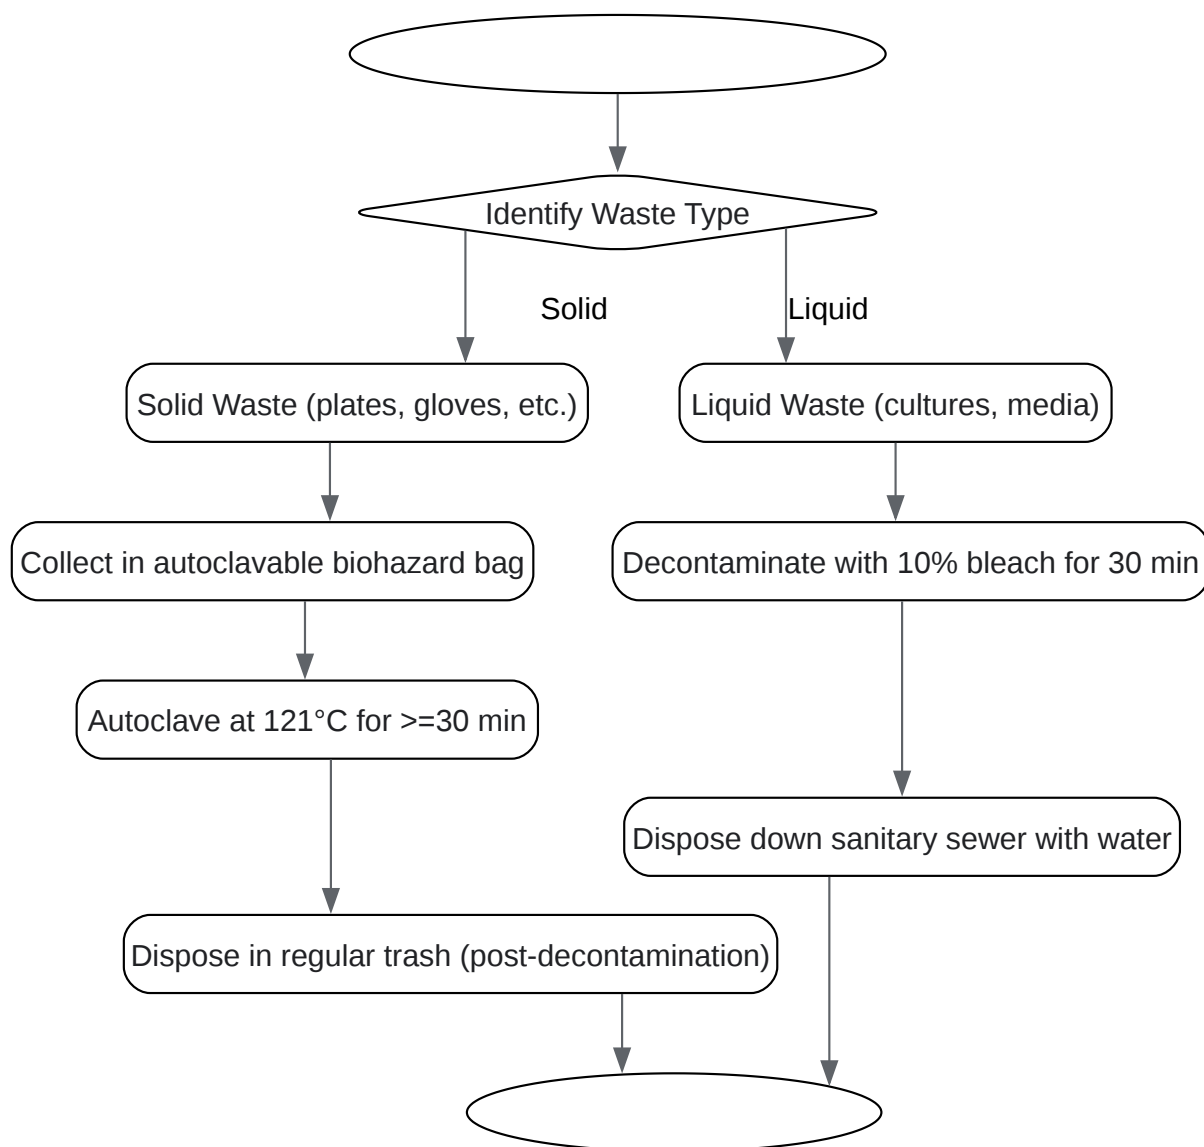 Identify Waste Type
Solid
Liquid
Solid Waste (plates, gloves, etc.)
Liquid Waste (cultures, media)
Collect in autoclavable biohazard bag
Decontaminate with 10% bleach for 30 min
Autoclave at 121°C for >=30 min
Dispose down sanitary sewer with water
Dispose in regular trash (post-decontamination)